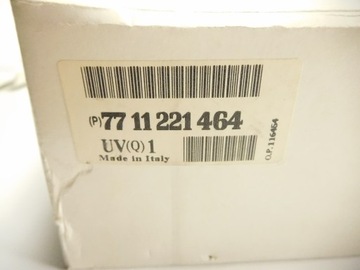 (P)77 11 221 464
UV(Q) 1
Made in Italy
O.P. 116464